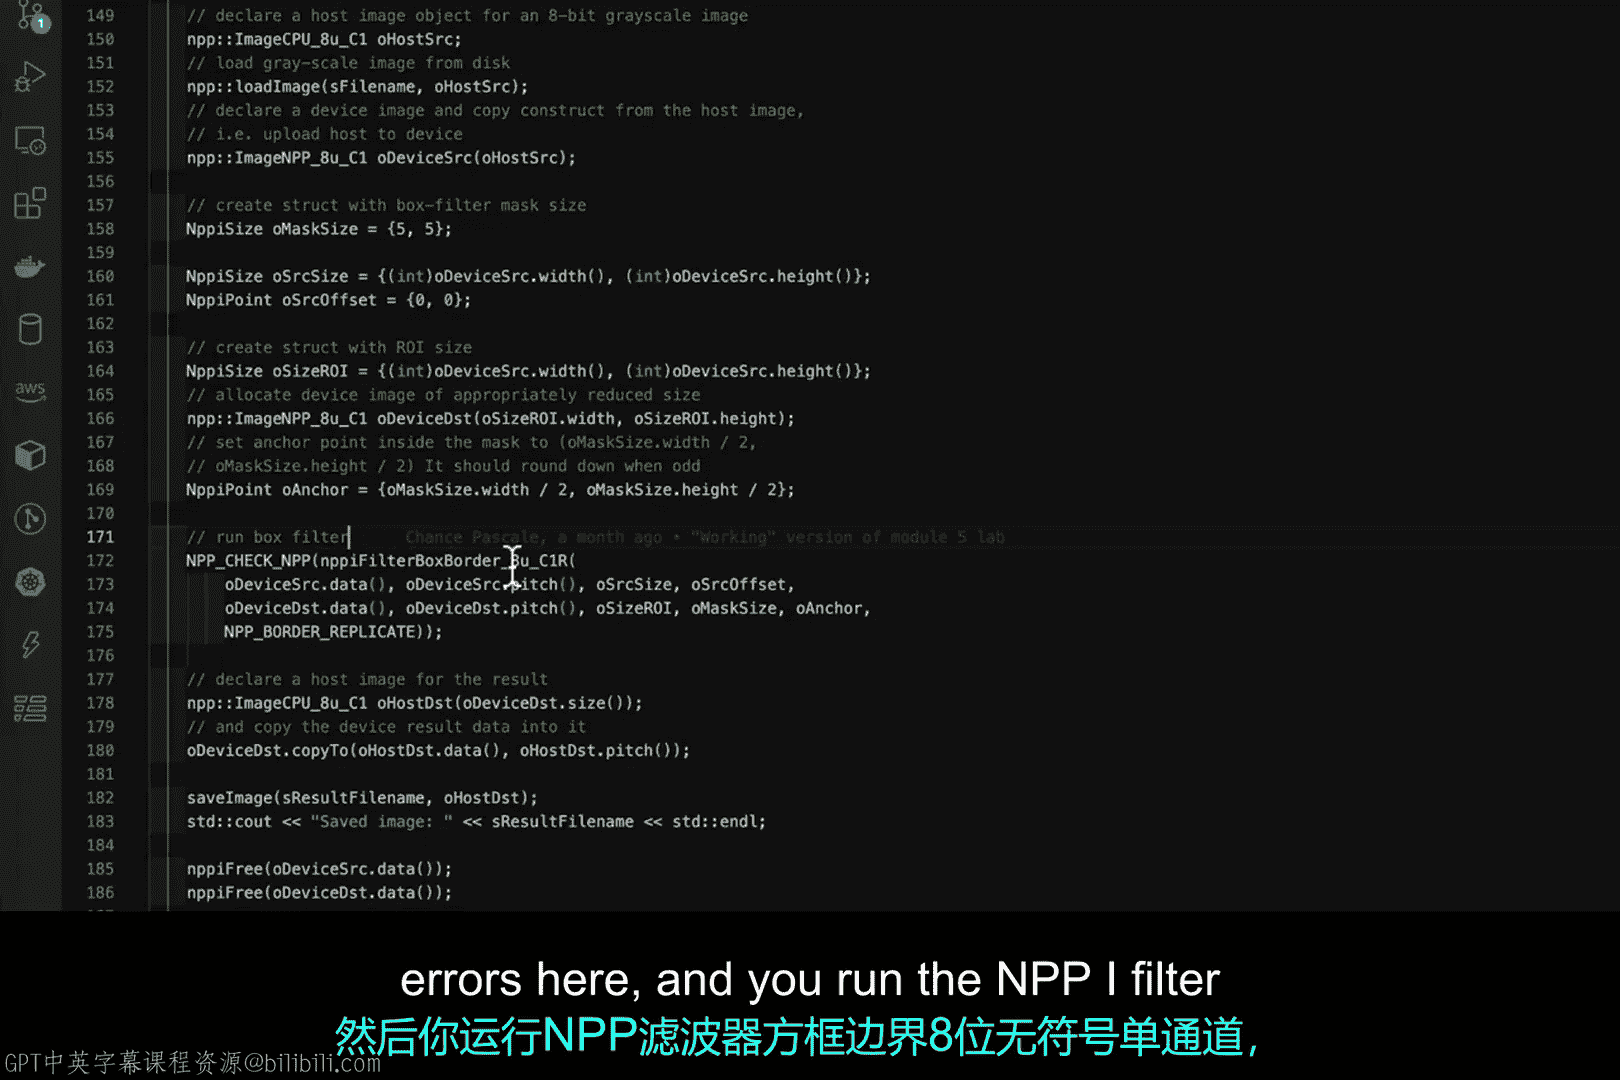 1
aws
149 // declare a host image object for an 8-bit grayscale image
150 npp::ImageCPU_8u_C1 oHostSrc;
151 // load gray-scale image from disk
152 npp::loadImage(sFilename, oHostSrc);
153 // declare a device image and copy construct from the host image,
154 // i.e. upload host to device
155 npp::ImageNPP_8u_C1 oDeviceSrc(oHostSrc);
156
157 // create struct with box-filter mask size
158 NppiSize oMaskSize = {5, 5};
159
160 NppiSize oSrcSize = {(int)oDeviceSrc.width(), (int)oDeviceSrc.height()};
161 NppiPoint oSrcOffset = {0, 0};
162
163 // create struct with ROI size
164 NppiSize oSizeROI = {(int)oDeviceSrc.width(), (int)oDeviceSrc.height()};
165 // allocate device image of appropriately reduced size
166 npp::ImageNPP_8u_C1 oDeviceDst(oSizeROI.width, oSizeROI.height);
167 // set anchor point inside the mask to (oMaskSize.width / 2,
168 // oMaskSize.height / 2) It should round down when odd
169 NppiPoint oAnchor = {oMaskSize.width / 2, oMaskSize.height / 2};
170
171 // run box filter Chance Pascale, a month ago • "Working" version of module 5 lab
172 NPP_CHECK_NPP(nppiFilterBoxBorder_8u_C1R(
173 oDeviceSrc.data(), oDeviceSrc.pitch(), oSrcSize, oSrcOffset,
174 oDeviceDst.data(), oDeviceDst.pitch(), oSizeROI, oMaskSize, oAnchor,
175 NPP_BORDER_REPLICATE));
176
177 // declare a host image for the result
178 npp::ImageCPU_8u_C1 oHostDst(oDeviceDst.size());
179 // and copy the device result data into it
180 oDeviceDst.copyTo(oHostDst.data(), oHostDst.pitch());
181
182 saveImage(sResultFilename, oHostDst);
183 std::cout << "Saved image: " << sResultFilename << std::endl;
184
185 nppiFree(oDeviceSrc.data());
186 nppiFree(oDeviceDst.data());
errors here, and you run the NPP I filter
然后你运行NPP滤波器方框边界8位无符号单通道，
GPT中英字幕课程资源@bilibili.com